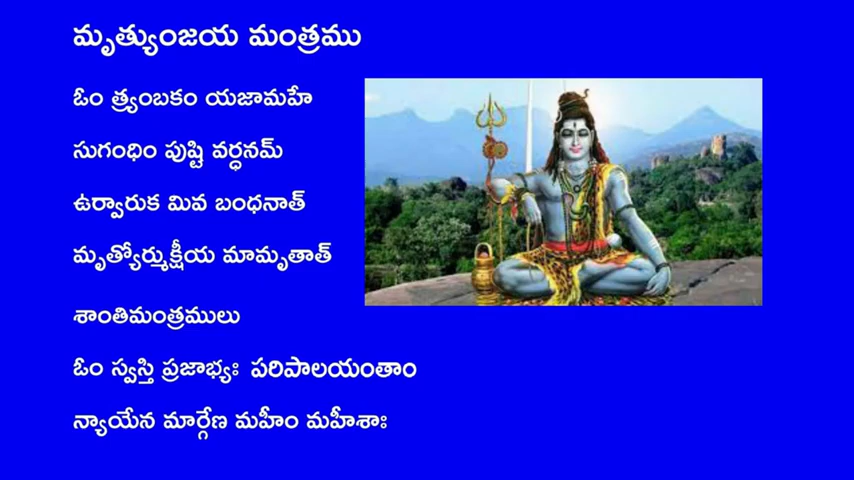 మృత్యుంజయ మంత్రము
ఓం త్ర్యంబకం యజామహే
సుగంధిం పుష్టి వర్ధనమ్
ఉర్వారుక మివ బంధనాత్
మృత్యోర్ముక్షీయ మామృతాత్
శాంతిమంత్రములు
ఓం స్వస్తి ప్రజాభ్యః పరిపాలయంతాం
న్యాయేన మార్గేణ మహీం మహీశాః